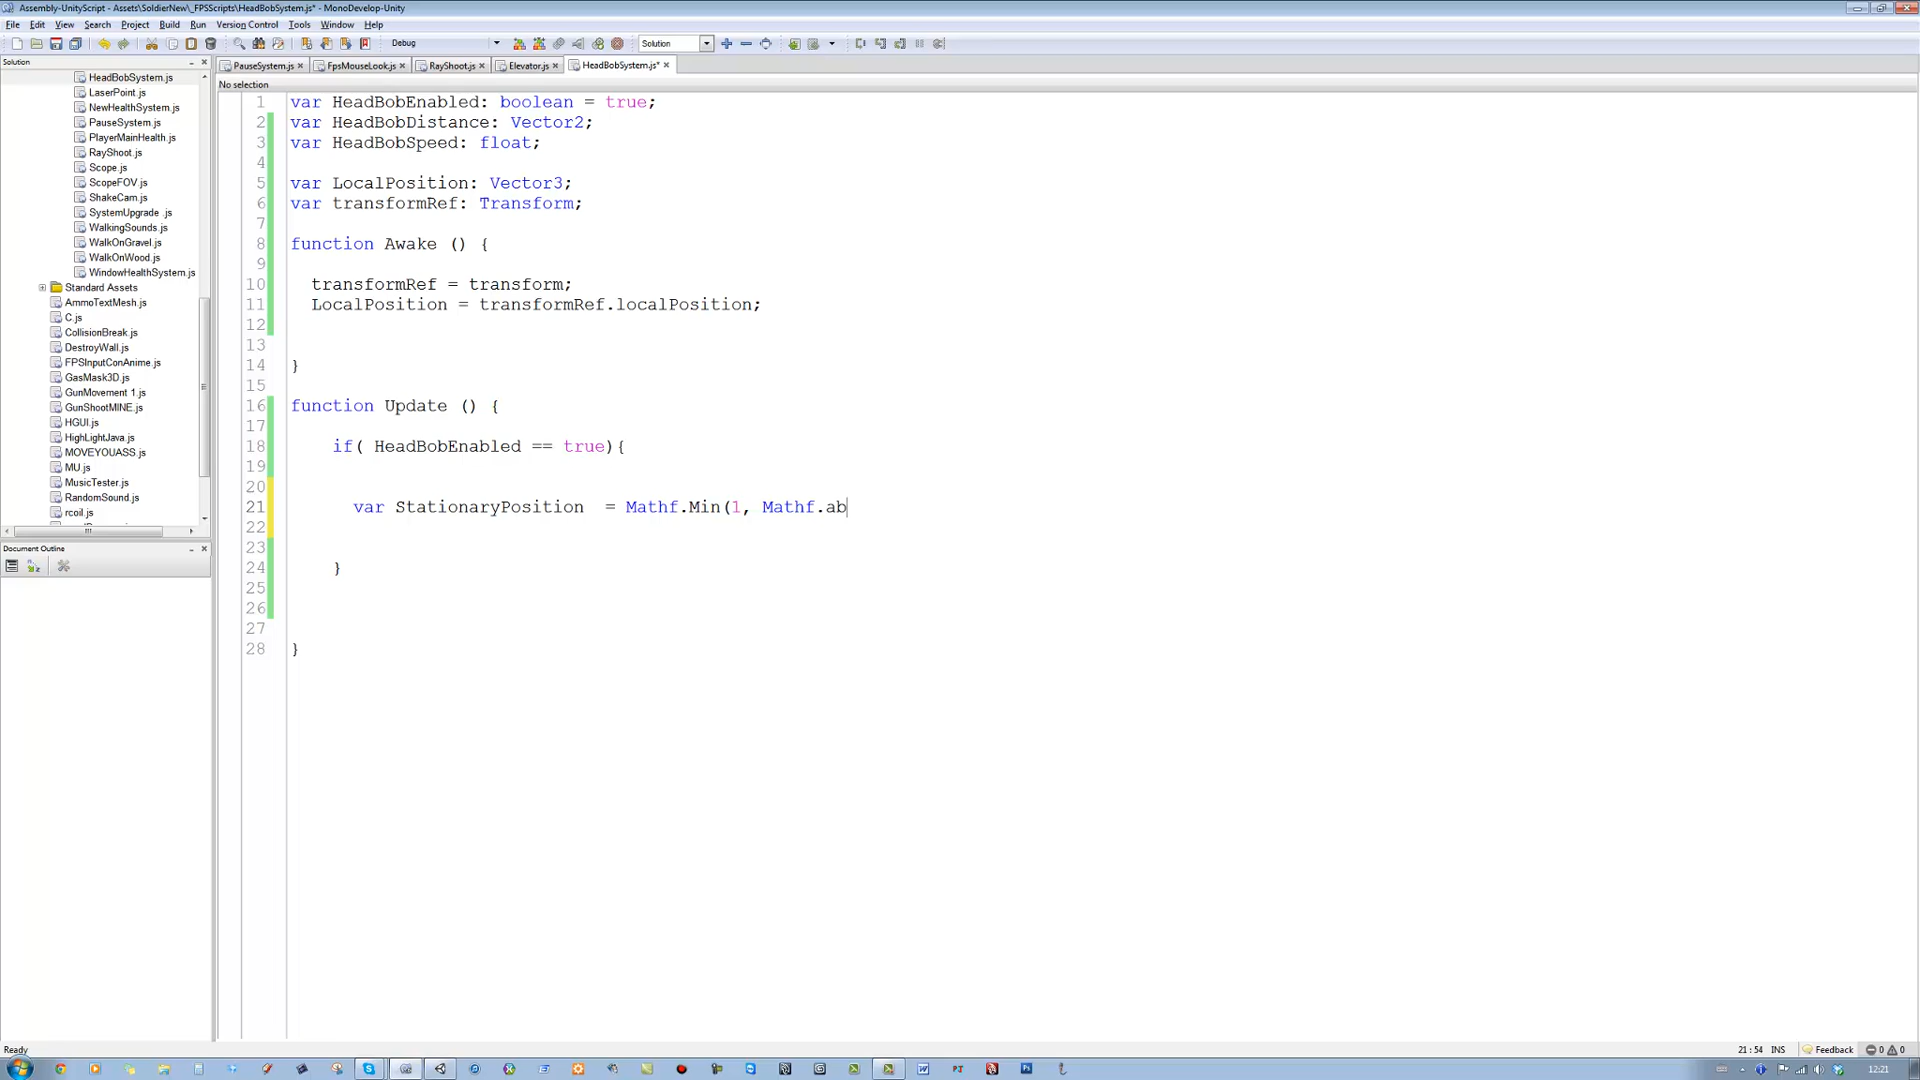 Assembly-UnityScript - Assets\SoldierNew\_FPSScripts\HeadBobSystem.js* - MonoDevelop-Unity
File Edit View Search Project Build Run Version Control Tools Window Help
Debug Solution
Solution
PauseSystem.js × FpsMouseLook.js × RayShoot.js × Elevator.js × HeadBobSystem.js* ×
No selection
HeadBobSystem.js
LaserPoint.js
NewHealthSystem.js
PauseSystem.js
PlayerMainHealth.js
RayShoot.js
Scope.js
ScopeFOV.js
ShakeCam.js
SystemUpgrade .js
WalkingSounds.js
WalkOnGravel.js
WalkOnWood.js
WindowHealthSystem.js
Standard Assets
AmmoTextMesh.js
C.js
CollisionBreak.js
DestroyWall.js
FPSInputConAnime.js
GasMask3D.js
GunMovement 1.js
GunShootMINE.js
HGUI.js
HighLightJava.js
MOVEYOUASS.js
MU.js
MusicTester.js
RandomSound.js
rcoil.js
Document Outline
1 var HeadBobEnabled: boolean = true;
2 var HeadBobDistance: Vector2;
3 var HeadBobSpeed: float;
4
5 var LocalPosition: Vector3;
6 var transformRef: Transform;
7
8 function Awake () {
9
10 transformRef = transform;
11 LocalPosition = transformRef.localPosition;
12
13
14 }
15
16 function Update () {
17
18 if( HeadBobEnabled == true){
19
20
21 var StationaryPosition  = Mathf.Min(1, Mathf.ab
22
23
24 }
25
26
27
28 }
Ready
21 : 54 INS Feedback 0 0
12:21